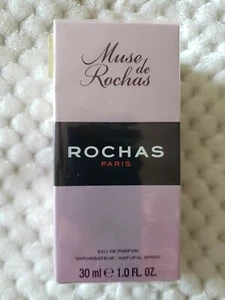 Muse de
Rochas
ROCHAS
PARIS
EAU DE PARFUM
VAPORISATEUR - NATURAL SPRAY
30 ml ℮ 1.0 FL. OZ.